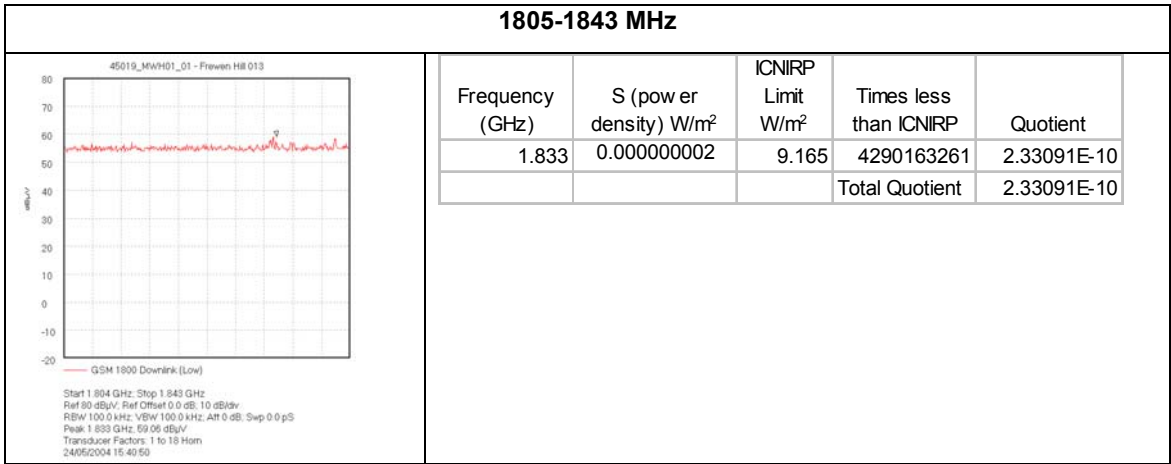 1805-1843 MHz
45019_MWH01_01 - Frewen Hill 013
80
70
60
50
40
30
20
10
0
-10
-20
dBµV
GSM 1800 Downlink (Low)
Start 1.804 GHz; Stop 1.843 GHz
Ref 80 dBµV; Ref Offset 0.0 dB; 10 dB/div
RBW 100.0 kHz; VBW 100.0 kHz; Att 0 dB; Swp 0.0 pS
Peak 1.833 GHz, 59.06 dBµV
Transducer Factors: 1 to 18 Horn
24/05/2004 15:40:50
Frequency (GHz) S (pow er density) W/m² ICNIRP Limit W/m² Times less than ICNIRP Quotient
1.833 0.000000002 9.165 4290163261 2.33091E-10
Total Quotient 2.33091E-10